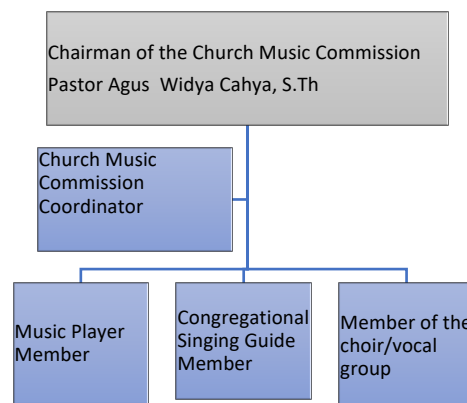 Chairman of the Church Music Commission
Pastor Agus Widya Cahya, S.Th
Church Music
Commission
Coordinator
Music Player
Member
Congregational
Singing Guide
Member
Member of the
choir/vocal
group